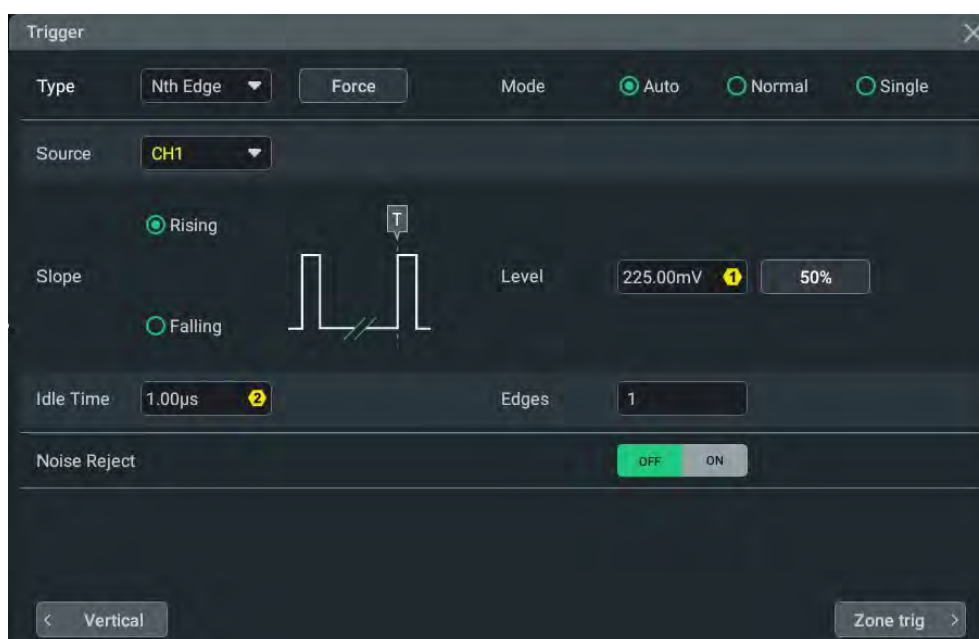 Trigger
Type Nth Edge Force Mode Auto Normal Single
Source CH1
Rising
T
Slope Level 225.00mV 1 50%
Falling
Idle Time 1.00μs 2 Edges 1
Noise Reject OFF ON
< Vertical Zone trig >